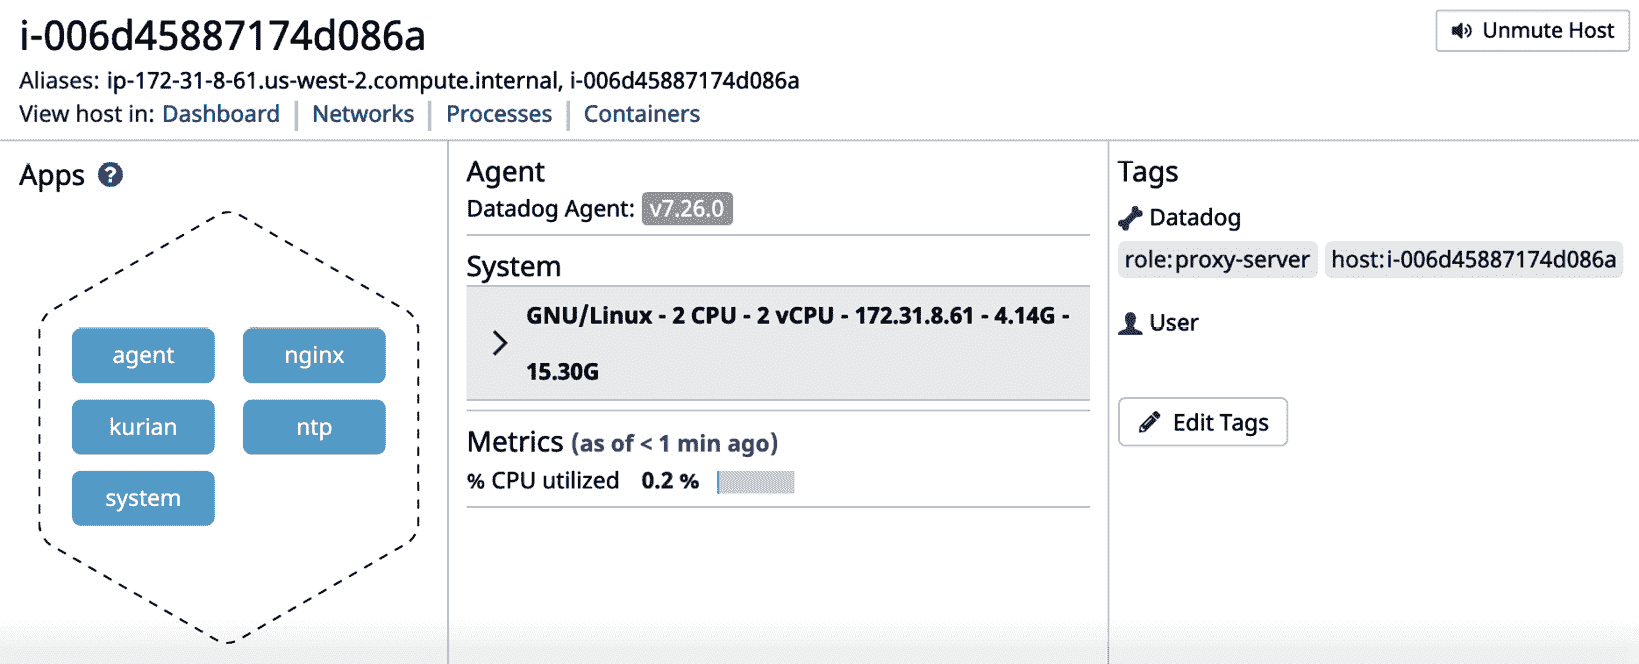 i-006d45887174d086a
Unmute Host
Aliases: ip-172-31-8-61.us-west-2.compute.internal, i-006d45887174d086a
View host in: Dashboard | Networks | Processes | Containers
Apps ?
agent
nginx
kurian
ntp
system
Agent
Datadog Agent: v7.26.0
System
GNU/Linux - 2 CPU - 2 vCPU - 172.31.8.61 - 4.14G -
15.30G
Metrics (as of < 1 min ago)
% CPU utilized 0.2 %
Tags
Datadog
role:proxy-server host:i-006d45887174d086a
User
Edit Tags